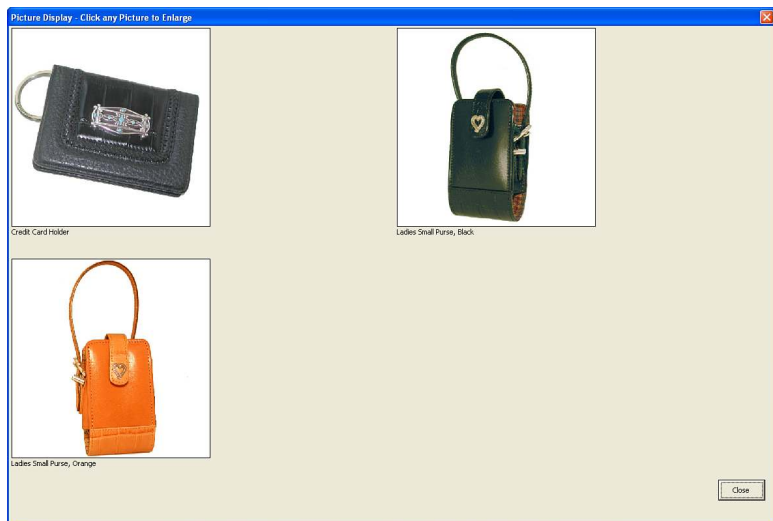 Picture Display - Click any Picture to Enlarge
Credit Card Holder
Ladies Small Purse, Black
Ladies Small Purse, Orange
Close